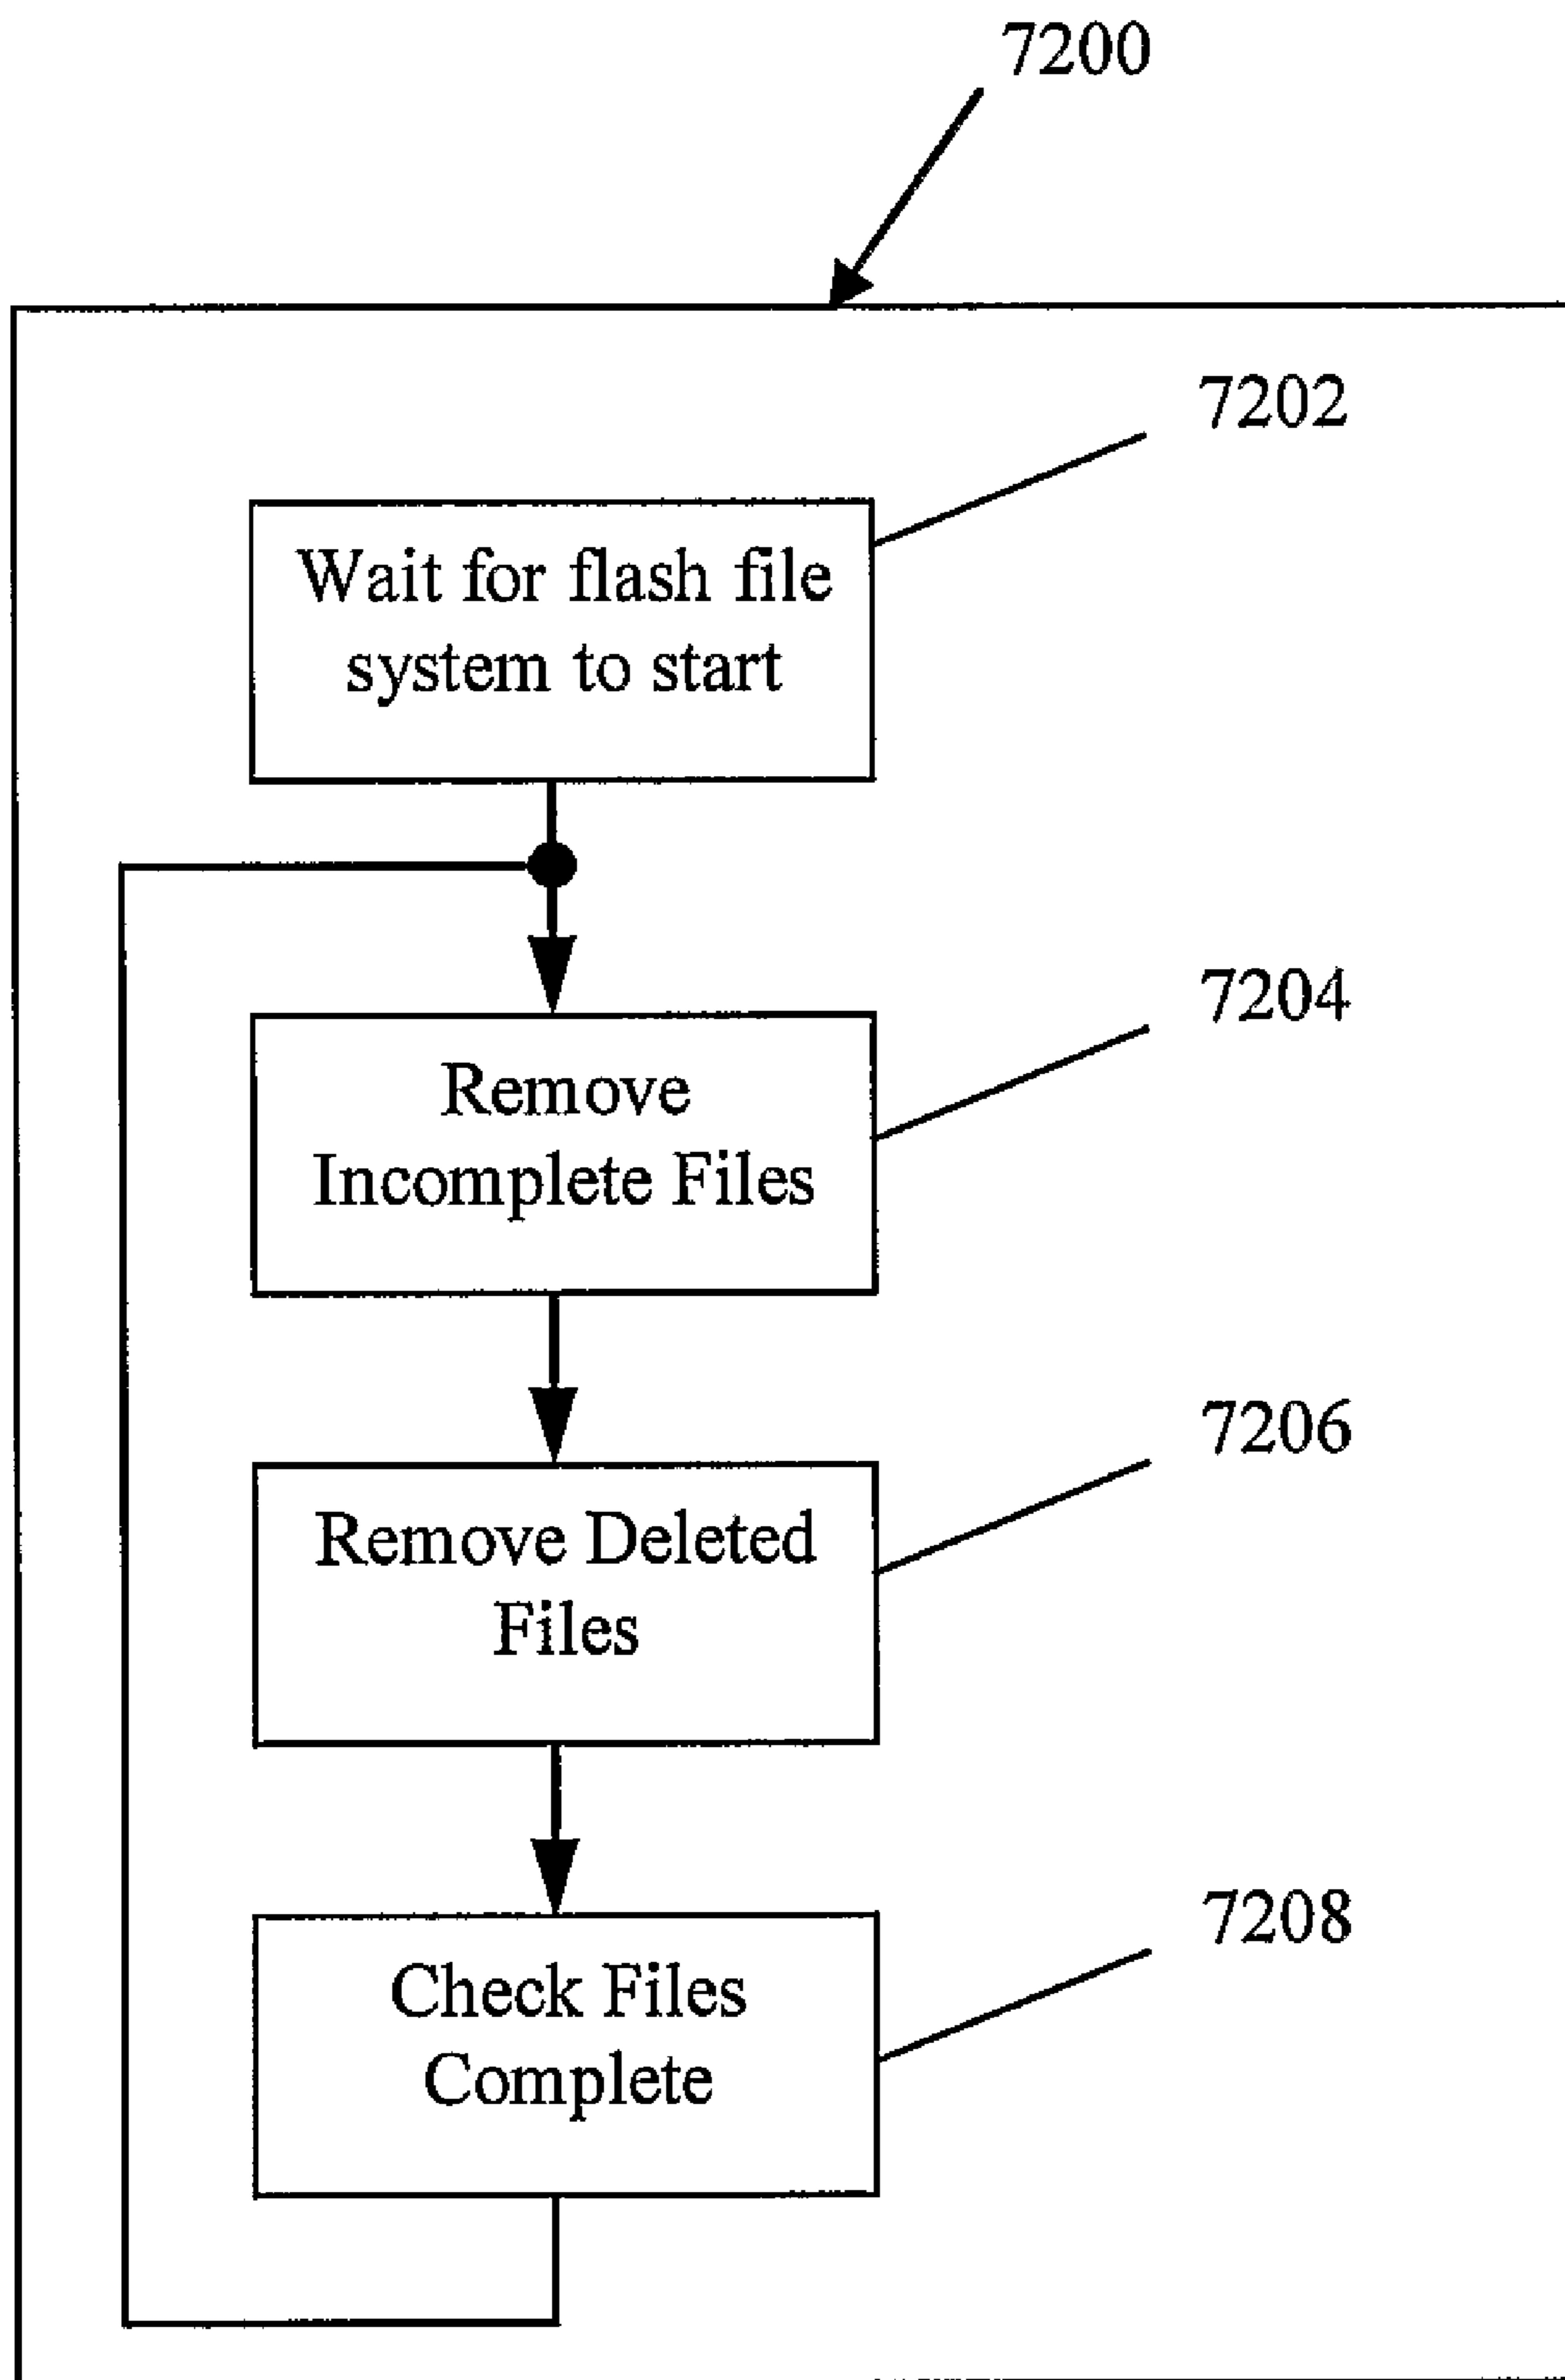 7200
7202
Wait for flash file
system to start
7204
Remove
Incomplete Files
7206
Remove Deleted
Files
7208
Check Files
Complete